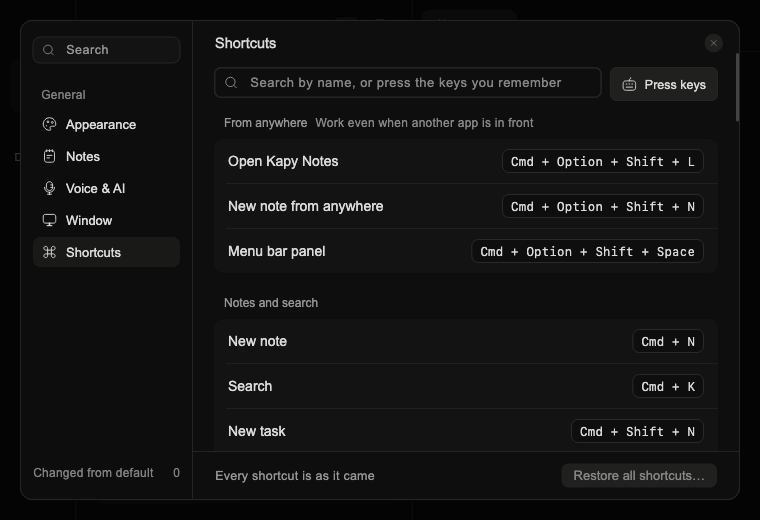 Search
General
Appearance
Notes
Voice & AI
Window
Shortcuts
Changed from default 0
Shortcuts
Search by name, or press the keys you remember
Press keys
From anywhere Work even when another app is in front
Open Kapy Notes Cmd + Option + Shift + L
New note from anywhere Cmd + Option + Shift + N
Menu bar panel Cmd + Option + Shift + Space
Notes and search
New note Cmd + N
Search Cmd + K
New task Cmd + Shift + N
Every shortcut is as it came
Restore all shortcuts…